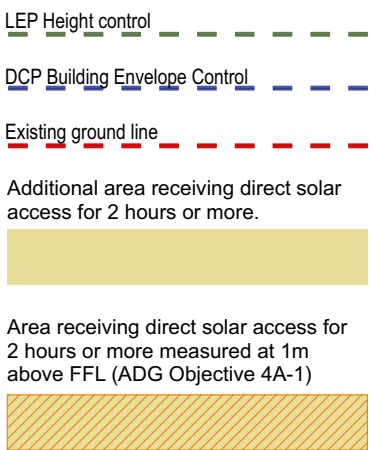 LEP Height control
DCP Building Envelope Control
Existing ground line
Additional area receiving direct solar
access for 2 hours or more.
Area receiving direct solar access for
2 hours or more measured at 1m
above FFL (ADG Objective 4A-1)